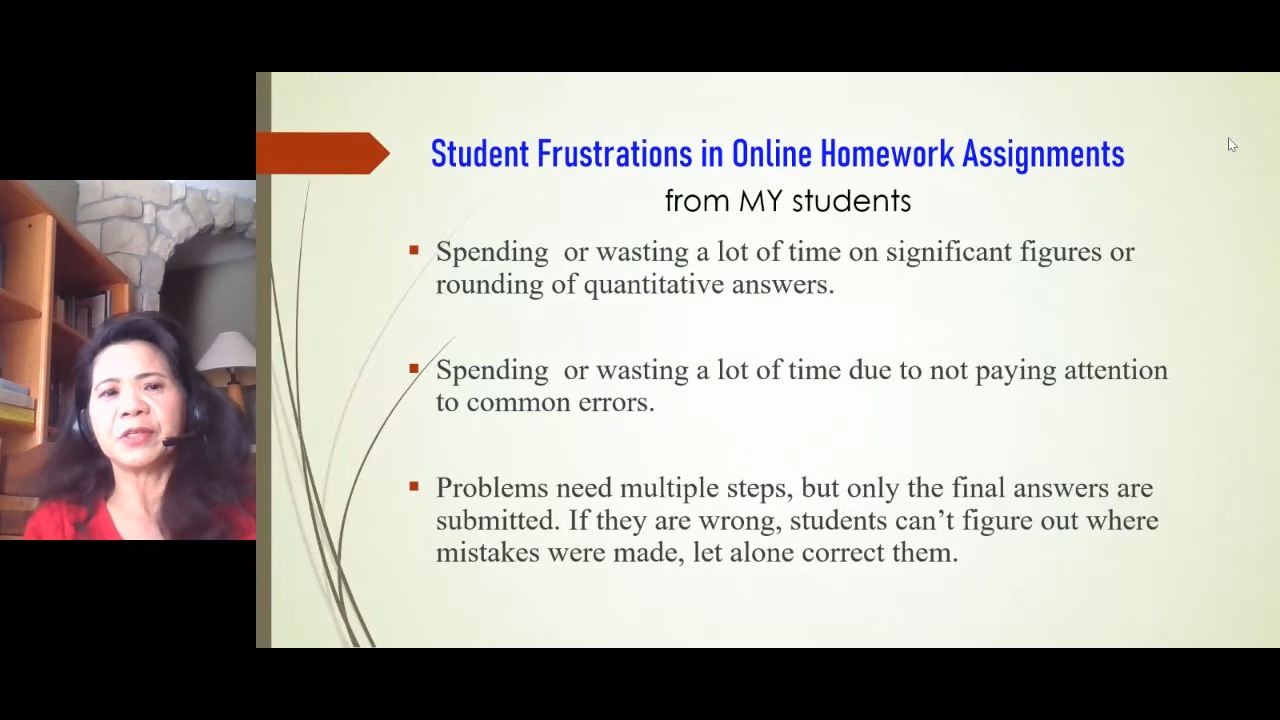 Student Frustrations in Online Homework Assignments
from MY students
Spending  or wasting a lot of time on significant figures or
rounding of quantitative answers.
Spending  or wasting a lot of time due to not paying attention
to common errors.
Problems need multiple steps, but only the final answers are
submitted. If they are wrong, students can’t figure out where
mistakes were made, let alone correct them.